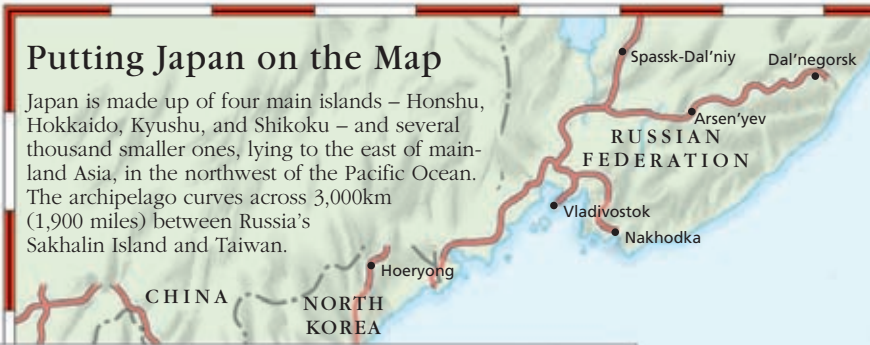 Putting Japan on the Map
Japan is made up of four main islands – Honshu,
Hokkaido, Kyushu, and Shikoku – and several
thousand smaller ones, lying to the east of main-
land Asia, in the northwest of the Pacific Ocean.
The archipelago curves across 3,000km
(1,900 miles) between Russia's
Sakhalin Island and Taiwan.
Spassk-Dal'niy
Dal'negorsk
Arsen'yev
RUSSIAN
FEDERATION
Vladivostok
Nakhodka
Hoeryong
CHINA
NORTH
KOREA